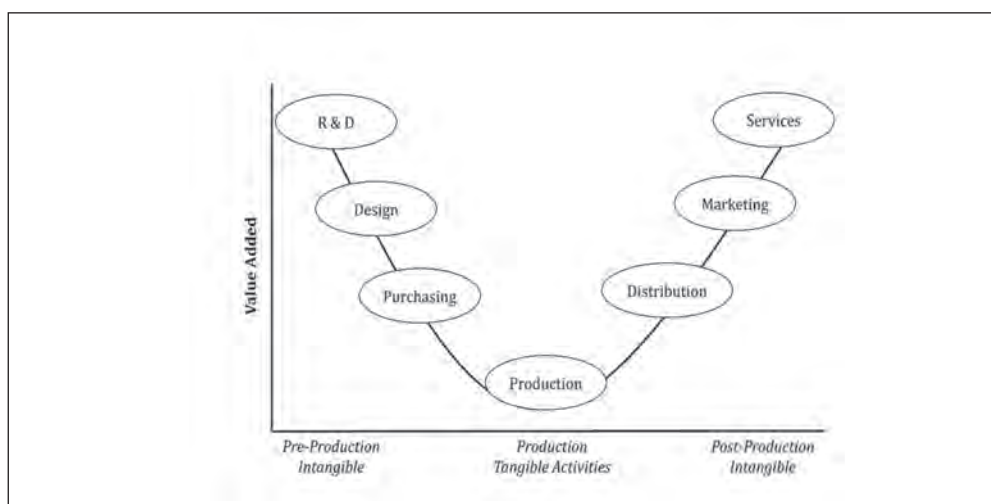 R & D
Services
Design
Marketing
Purchasing
Distribution
Production
Value Added
Pre-Production
Intangible
Production
Tangible Activities
Post-Production
Intangible